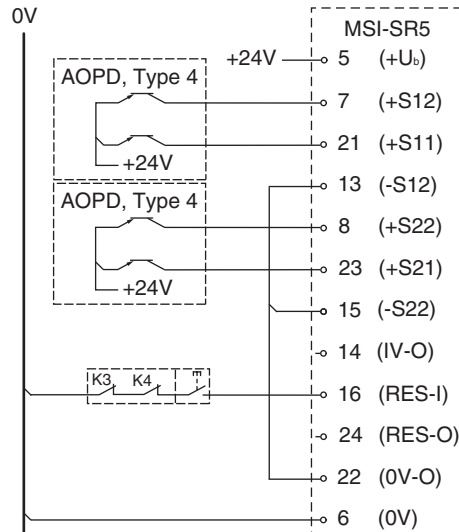 0V
MSI-SR5
+24V 5 (+Ub)
AOPD, Type 4
7 (+S12)
21 (+S11)
+24V
13 (-S12)
AOPD, Type 4
8 (+S22)
23 (+S21)
+24V
15 (-S22)
14 (IV-O)
K3 K4
16 (RES-I)
24 (RES-O)
22 (0V-O)
6 (0V)